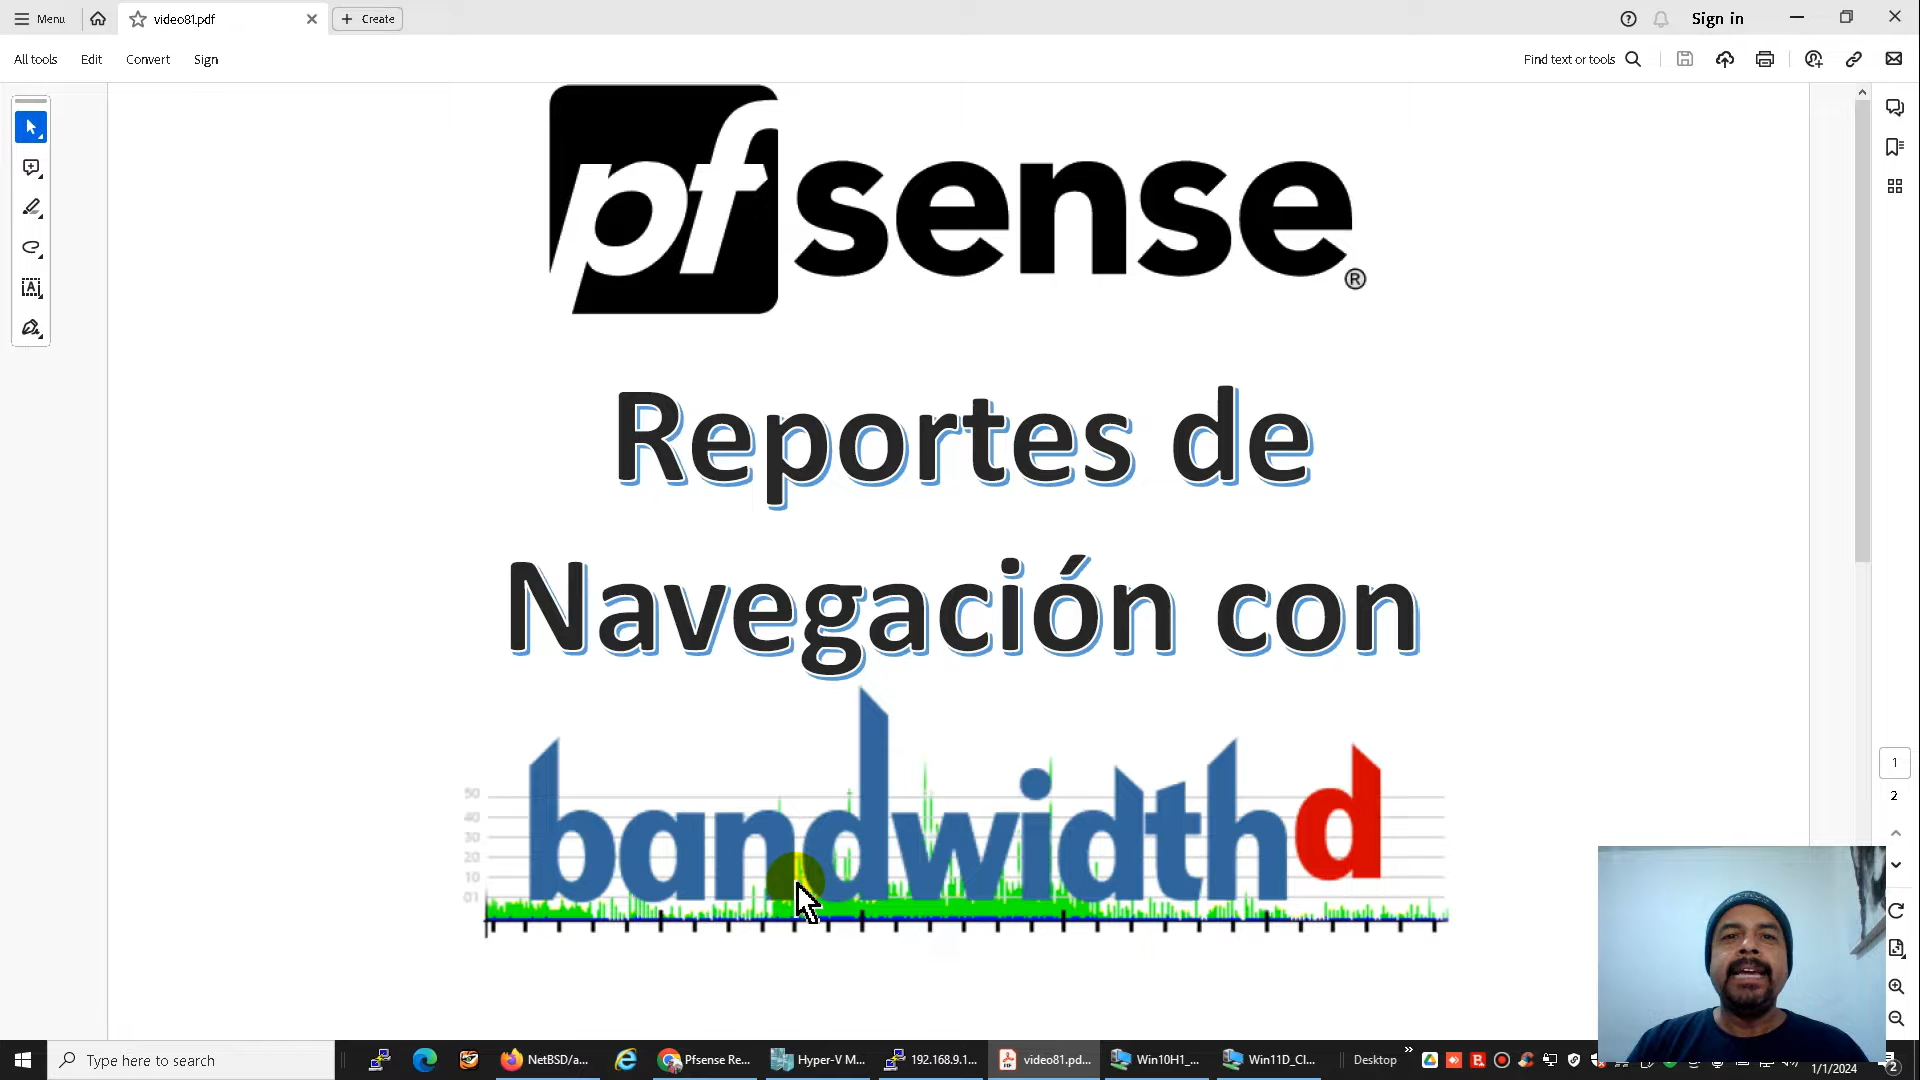 Menu
video81.pdf
Create
Sign in
All tools
Edit
Convert
Sign
Find text or tools
pfsense®
Reportes de
Navegación con
bandwidthd
50
40
30
20
10
01
1
2
Type here to search
NetBSD/a...
Pfsense Re...
Hyper-V M...
192.168.9.1...
video81.pd...
Win10H1_...
Win11D_Cl...
Desktop
1/1/2024
2